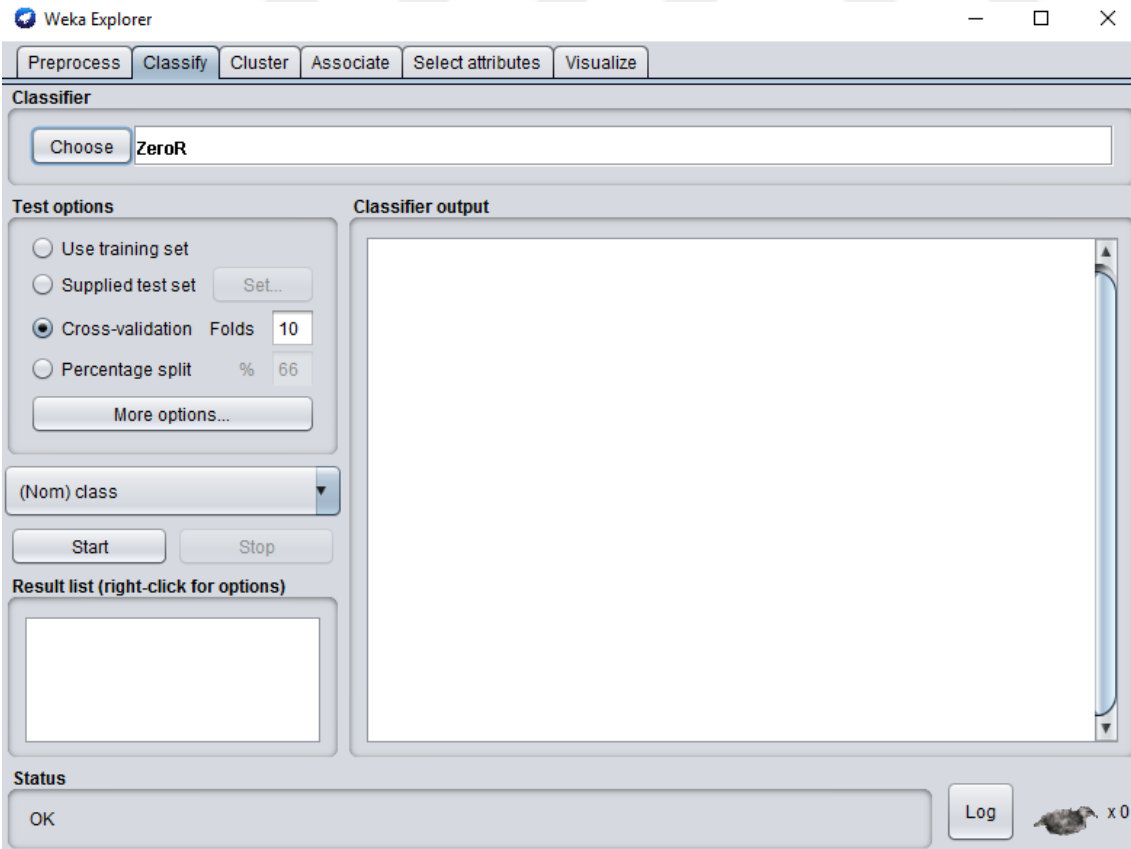 Weka Explorer
Preprocess Classify Cluster Associate Select attributes Visualize
Classifier
Choose ZeroR
Test options
Use training set
Supplied test set Set...
Cross-validation Folds 10
Percentage split % 66
More options...
(Nom) class
Start Stop
Result list (right-click for options)
Classifier output
Status
OK
Log x 0